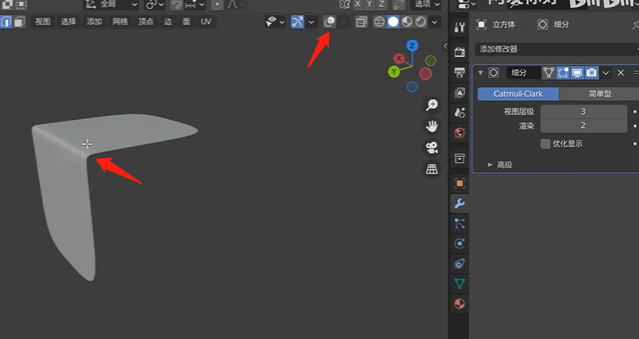 全局
X Y Z
选项
视图 选择 添加 网格 顶点 边 面 UV
Z
X
Y
立方体 > 细分
添加修改器
细分
Catmull-Clark 简单型
视图层级 3
渲染 2
优化显示
高级